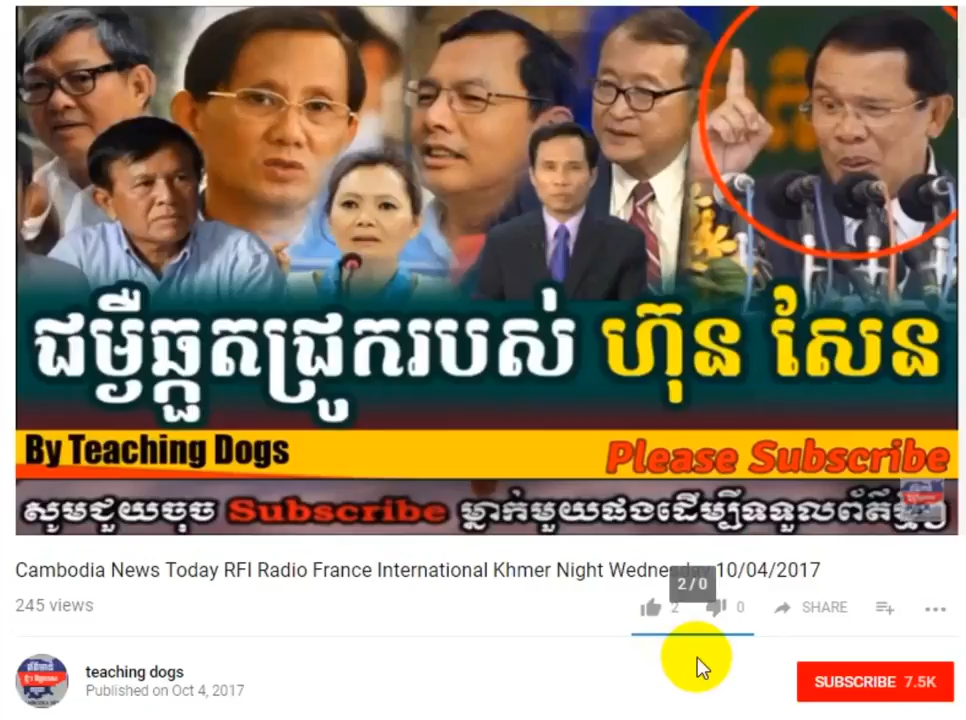 ជម្ងឺឆ្កួតជ្រូករបស់ ហ៊ុន សែន
By Teaching Dogs
Please Subscribe
សូមជួយចុច Subscribe ម្នាក់មួយផងដើម្បីទទួលព័ត៌
Cambodia News Today RFI Radio France International Khmer Night Wednesday 10/04/2017
2/0
245 views
2 0 SHARE
teaching dogs
Published on Oct 4, 2017
SUBSCRIBE 7.5K